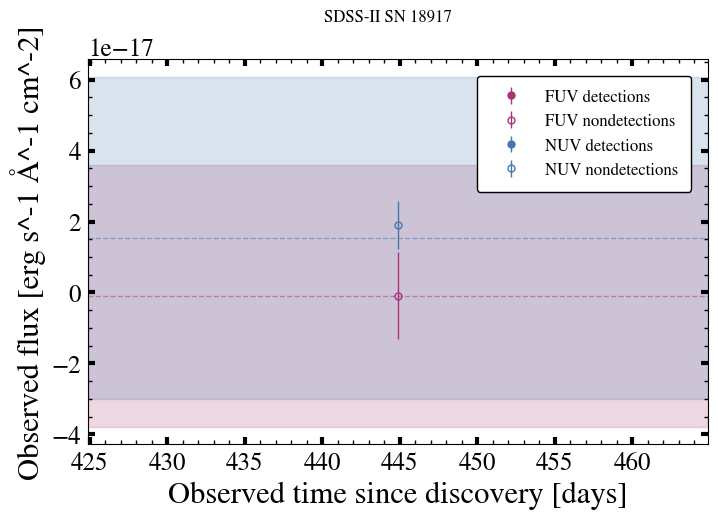 SDSS-II SN 18917
1e−17
6
4
2
0
−2
−4
Observed flux [erg s^-1 Å^-1 cm^-2]
FUV detections
FUV nondetections
NUV detections
NUV nondetections
425 430 435 440 445 450 455 460
Observed time since discovery [days]